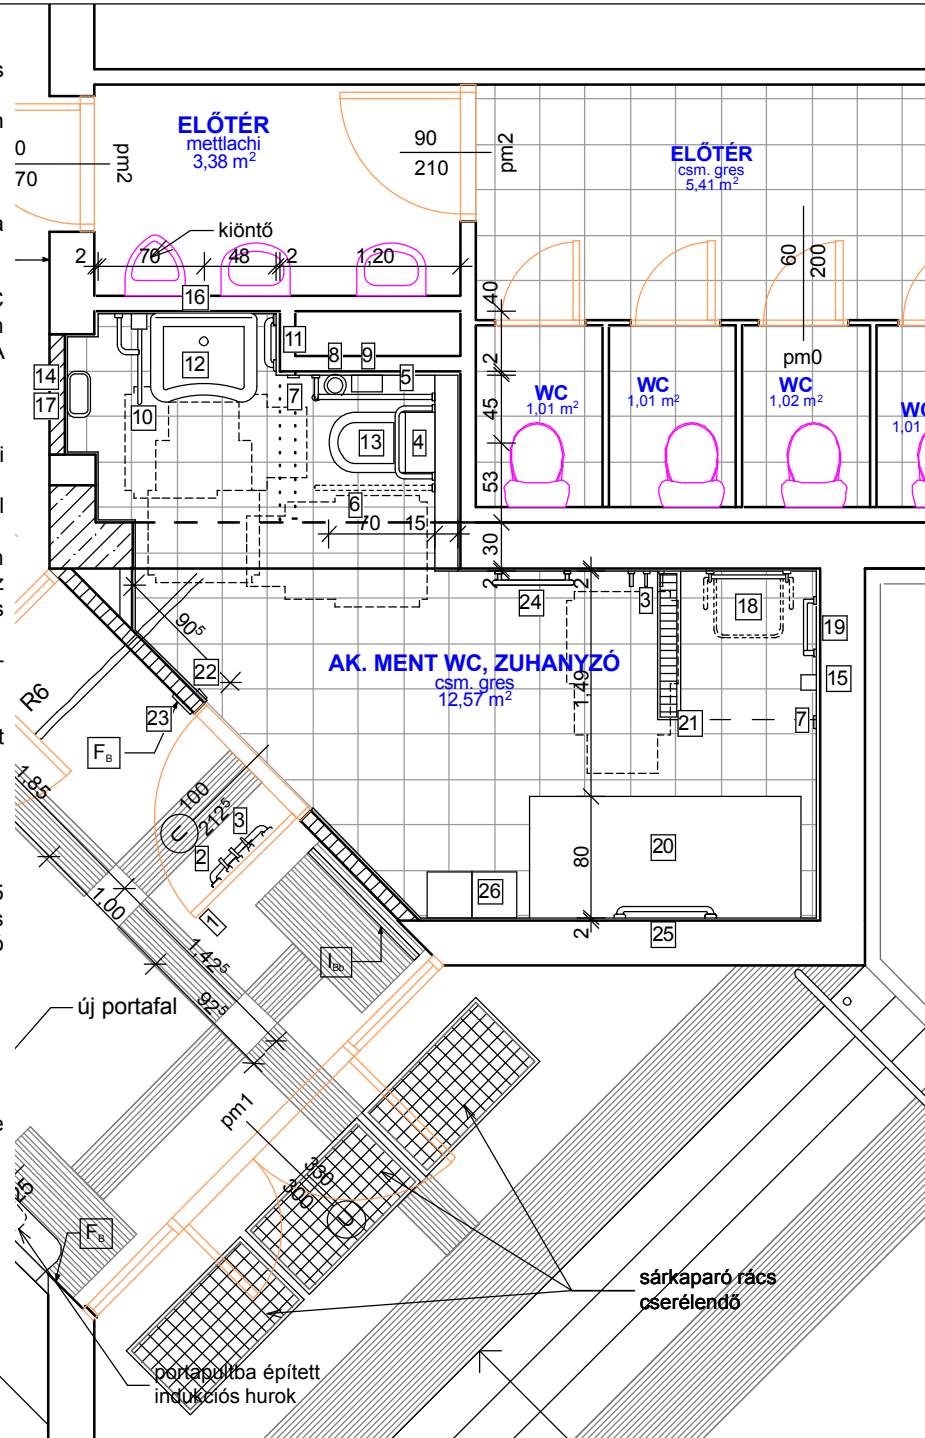 s
n
0
70
pm2
ELŐTÉR
mettlachi
3,38 m²
90
210
pm2
ELŐTÉR
csm. gres
5,41 m²
a
kiöntő
2
70
48
2
1,20
60
200
16
40
11
8
9
5
2
pm0
12
14
17
10
7
13
4
45
WC
1,01 m²
WC
1,01 m²
WC
1,02 m²
WC
1,01
i
6
53
l
70
15
30
n
z
s
2
24
2
3
18
19
90⁵
AK. MENT WC, ZUHANYZÓ
csm. gres
12,57 m²
1,49
22
15
R6
23
21
7
t
F_B
1,85
100
212⁵
U
3
2
80
20
26
1
1,00
2
25
5
s
1,42⁵
I_Bb
92⁵
új portafal
pm1
e
330
300
U
F_B
sárkaparó rács
cserélendő
portapultba épített
indukciós hurok